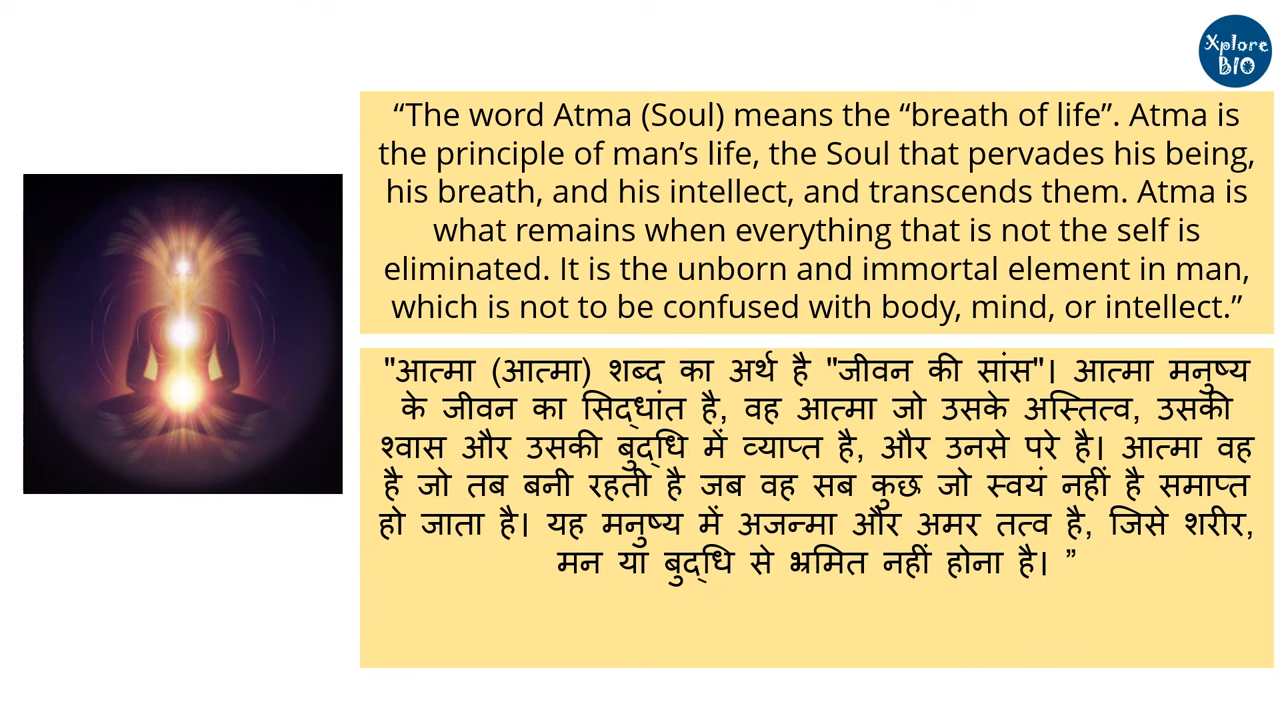 Xplore
BIO
“The word Atma (Soul) means the “breath of life”. Atma is
the principle of man’s life, the Soul that pervades his being,
his breath, and his intellect, and transcends them. Atma is
what remains when everything that is not the self is
eliminated. It is the unborn and immortal element in man,
which is not to be confused with body, mind, or intellect.”
"आत्मा (आत्मा) शब्द का अर्थ है "जीवन की सांस"। आत्मा मनुष्य
के जीवन का सिद्धांत है, वह आत्मा जो उसके अस्तित्व, उसकी
श्वास और उसकी बुद्धि में व्याप्त है, और उनसे परे है। आत्मा वह
है जो तब बनी रहती है जब वह सब कुछ जो स्वयं नहीं है समाप्त
हो जाता है। यह मनुष्य में अजन्मा और अमर तत्व है, जिसे शरीर,
मन या बुद्धि से भ्रमित नहीं होना है। ”